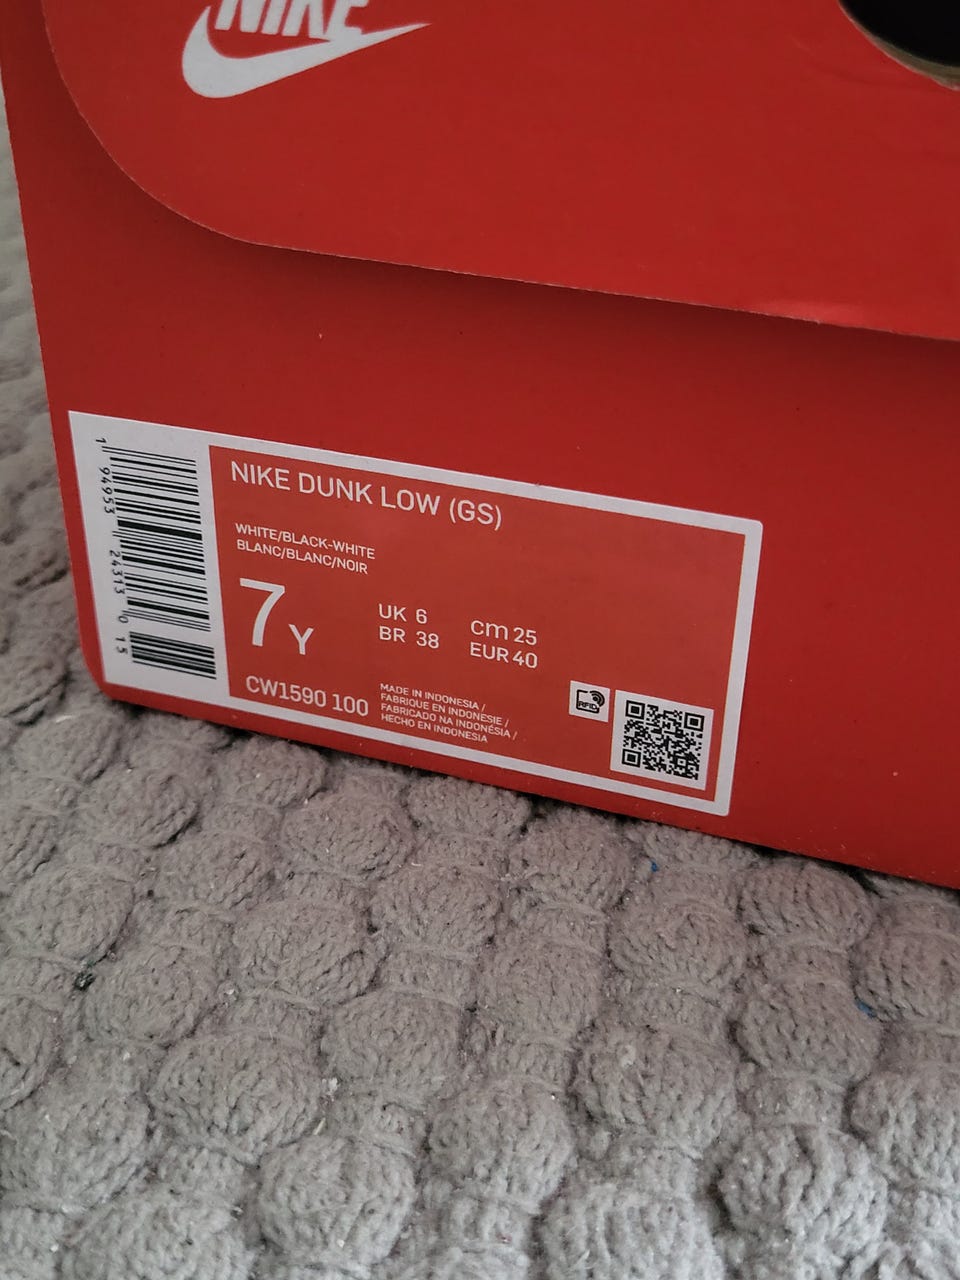 NIKE
NIKE DUNK LOW (GS)
WHITE/BLACK-WHITE
BLANC/BLANC/NOIR
7Y
UK 6
BR 38
cm 25
EUR 40
CW1590 100
MADE IN INDONESIA /
FABRIQUE EN INDONESIE /
FABRICADO NA INDONÉSIA /
HECHO EN INDONESIA
RFID
1 94953 24313 0 15